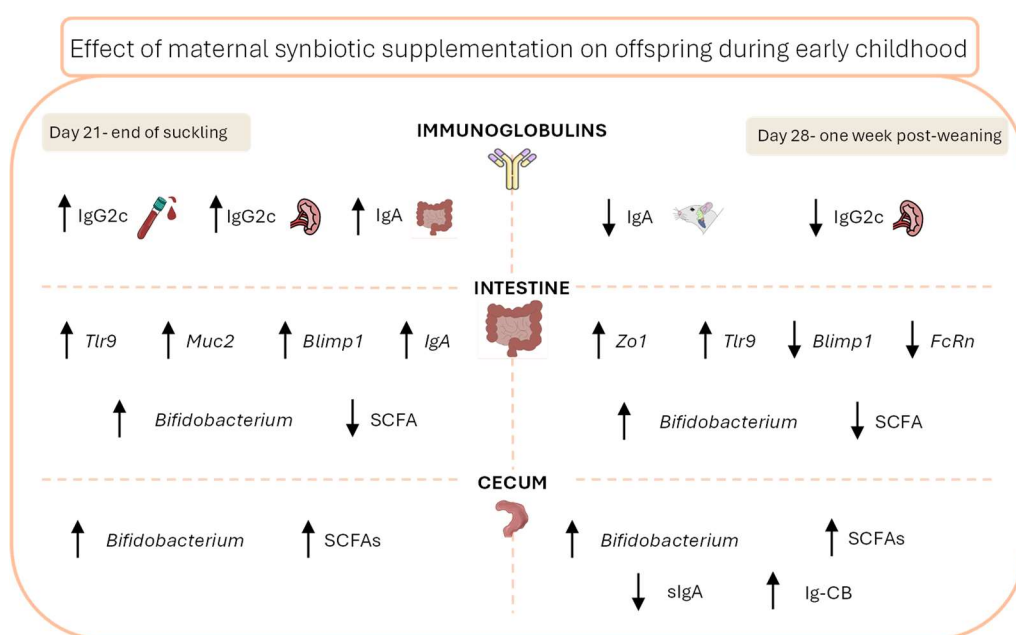 Effect of maternal synbiotic supplementation on offspring during early childhood
Day 21- end of suckling
IMMUNOGLOBULINS
Day 28- one week post-weaning
IgG2c IgG2c IgA IgA IgG2c
INTESTINE
Tlr9 Muc2 Blimp1 IgA Zo1 Tlr9 Blimp1 FcRn
Bifidobacterium SCFA Bifidobacterium SCFA
CECUM
Bifidobacterium SCFAs Bifidobacterium SCFAs
sIgA Ig-CB